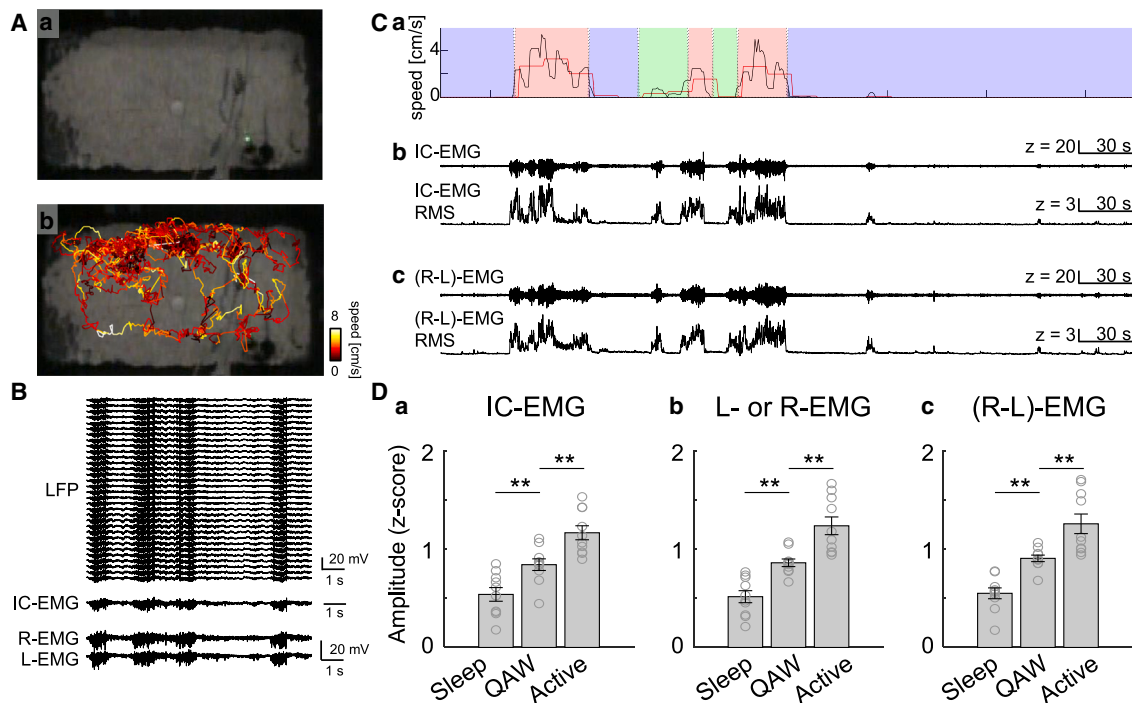 A
a
b
8
0
speed [cm/s]
B
LFP
20 mV
1 s
IC-EMG
1 s
R-EMG
L-EMG
20 mV
1 s
C
a
speed [cm/s]
4
0
b
IC-EMG
z = 20
30 s
IC-EMG
RMS
z = 3
30 s
c
(R-L)-EMG
z = 20
30 s
(R-L)-EMG
RMS
z = 3
30 s
D
a
IC-EMG
Amplitude (z-score)
2
1
0
**
**
Sleep
QAW
Active
b
L- or R-EMG
2
1
0
**
**
Sleep
QAW
Active
c
(R-L)-EMG
2
1
0
**
**
Sleep
QAW
Active